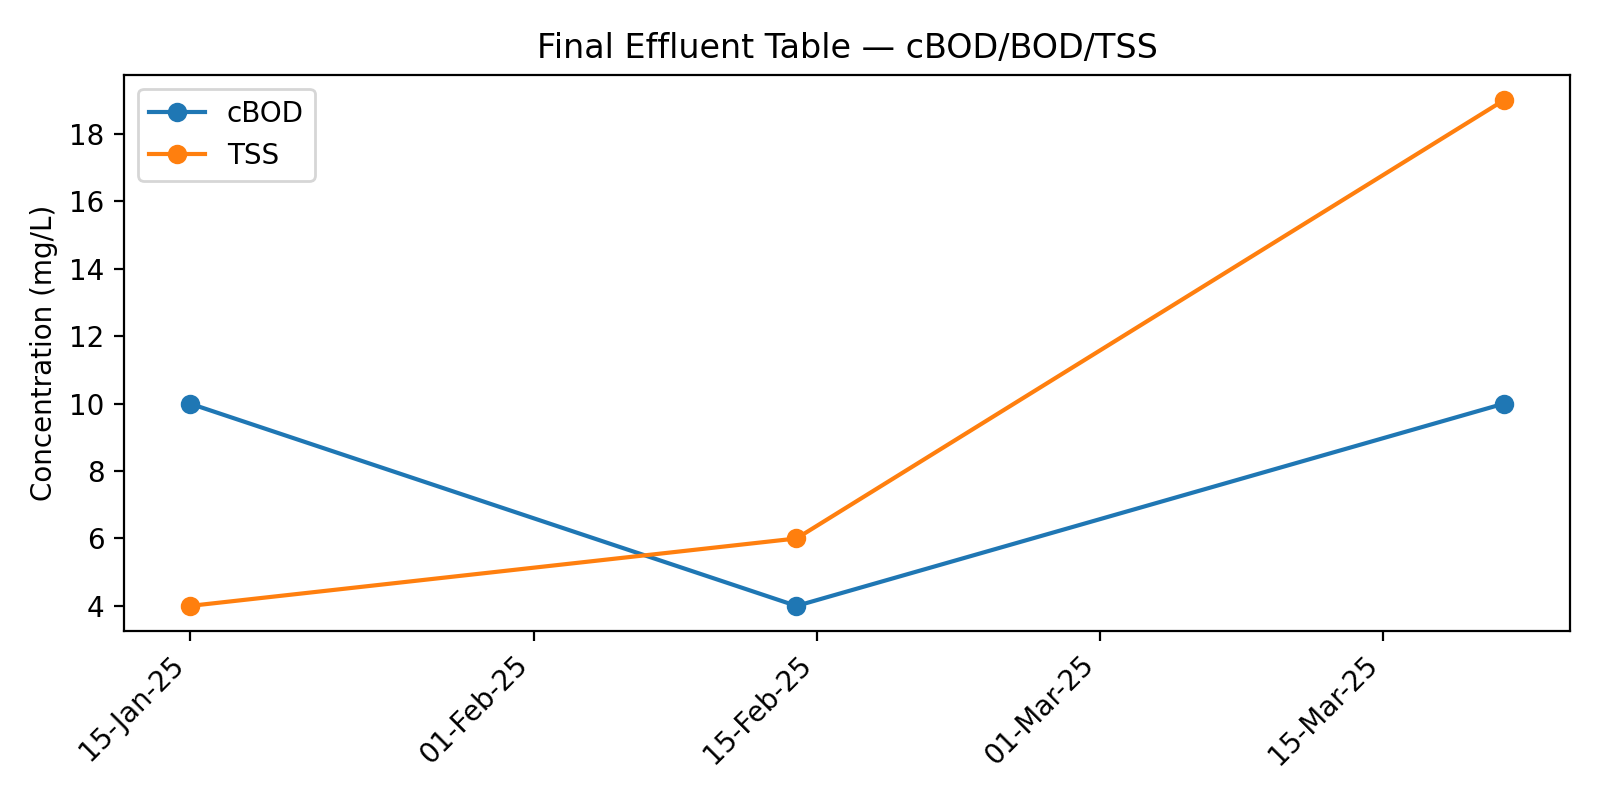 Final Effluent Table — cBOD/BOD/TSS
cBOD
TSS
Concentration (mg/L)
18
16
14
12
10
8
6
4
15-Jan-25
01-Feb-25
15-Feb-25
01-Mar-25
15-Mar-25